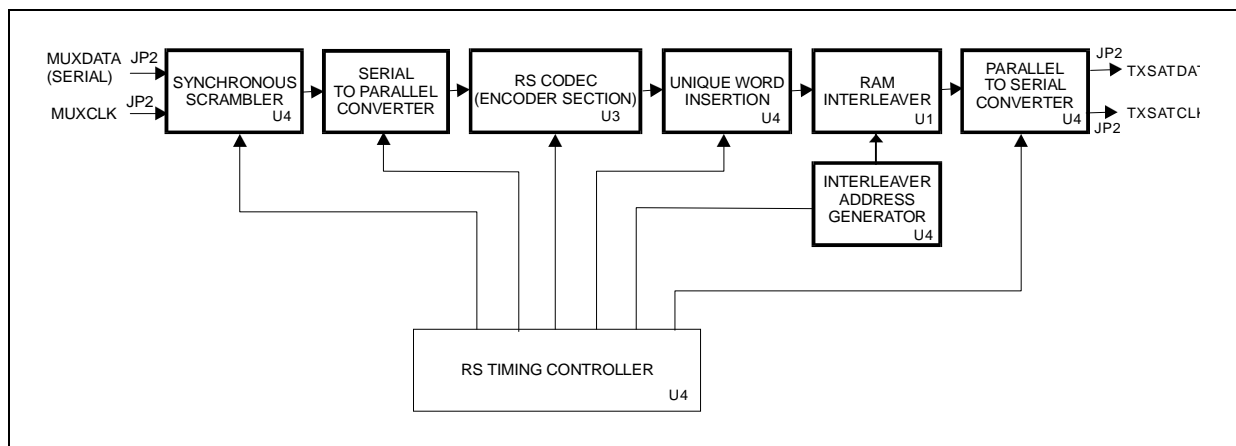 MUXDATA
(SERIAL)
JP2
MUXCLK
JP2
SYNCHRONOUS
SCRAMBLER
U4
SERIAL
TO PARALLEL
CONVERTER
RS CODEC
(ENCODER SECTION)
U3
UNIQUE WORD
INSERTION
U4
RAM
INTERLEAVER
U1
PARALLEL
TO SERIAL
CONVERTER
U4
JP2
TXSATDAT
TXSATCLK
JP2
INTERLEAVER
ADDRESS
GENERATOR
U4
RS TIMING CONTROLLER
U4